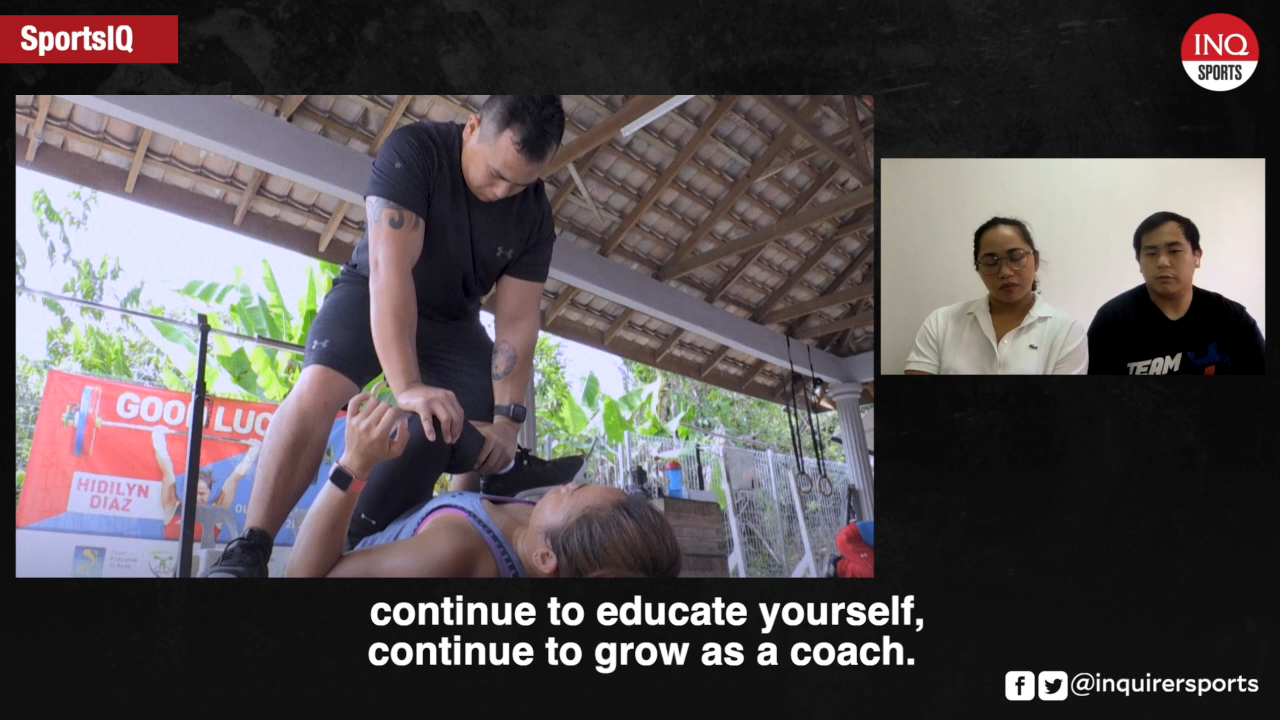 SportsIQ
INQ
SPORTS
GOOD LUC
HIDILYN
DIAZ
TEAM
continue to educate yourself,
continue to grow as a coach.
@inquirersports